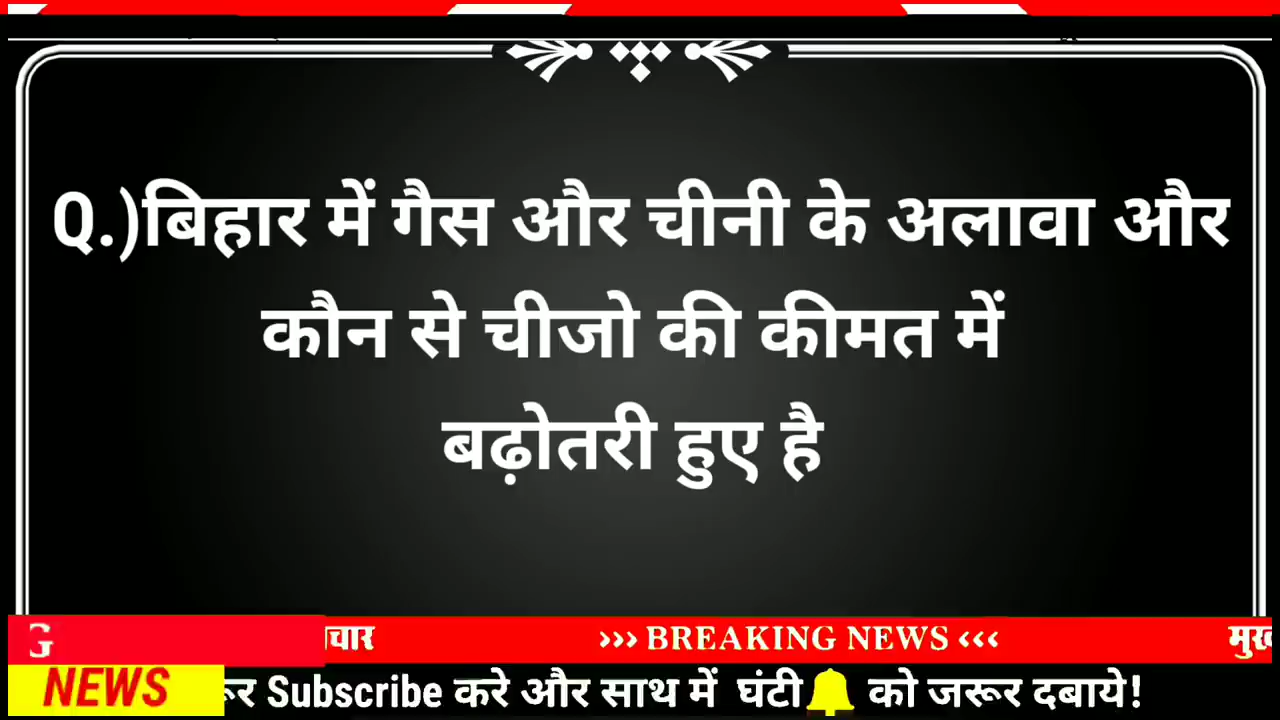 Q.)बिहार में गैस और चीनी के अलावा और
कौन से चीजो की कीमत में
बढ़ोतरी हुए है
G
>>> BREAKING NEWS <<<
NEWS
Subscribe करे और साथ में घंटी🔔 को जरूर दबाये!